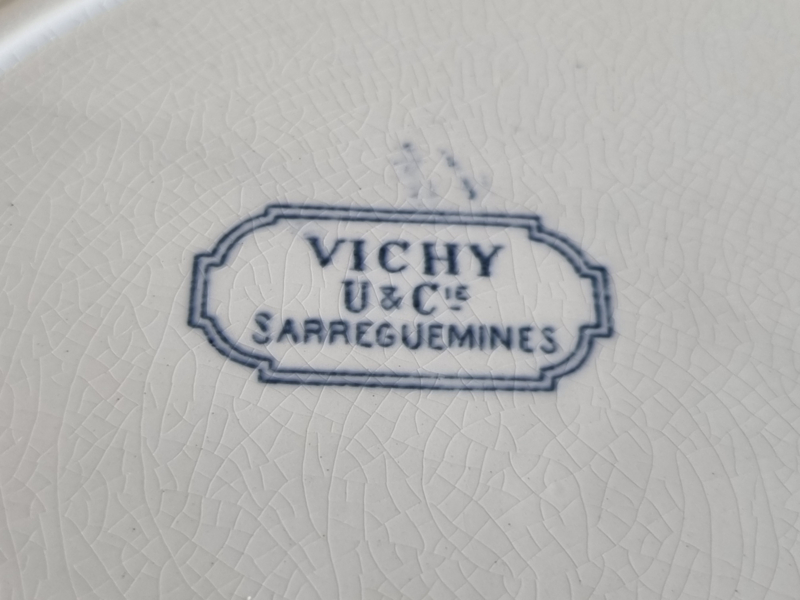 VICHY
U & Cie
SARREGUEMINES